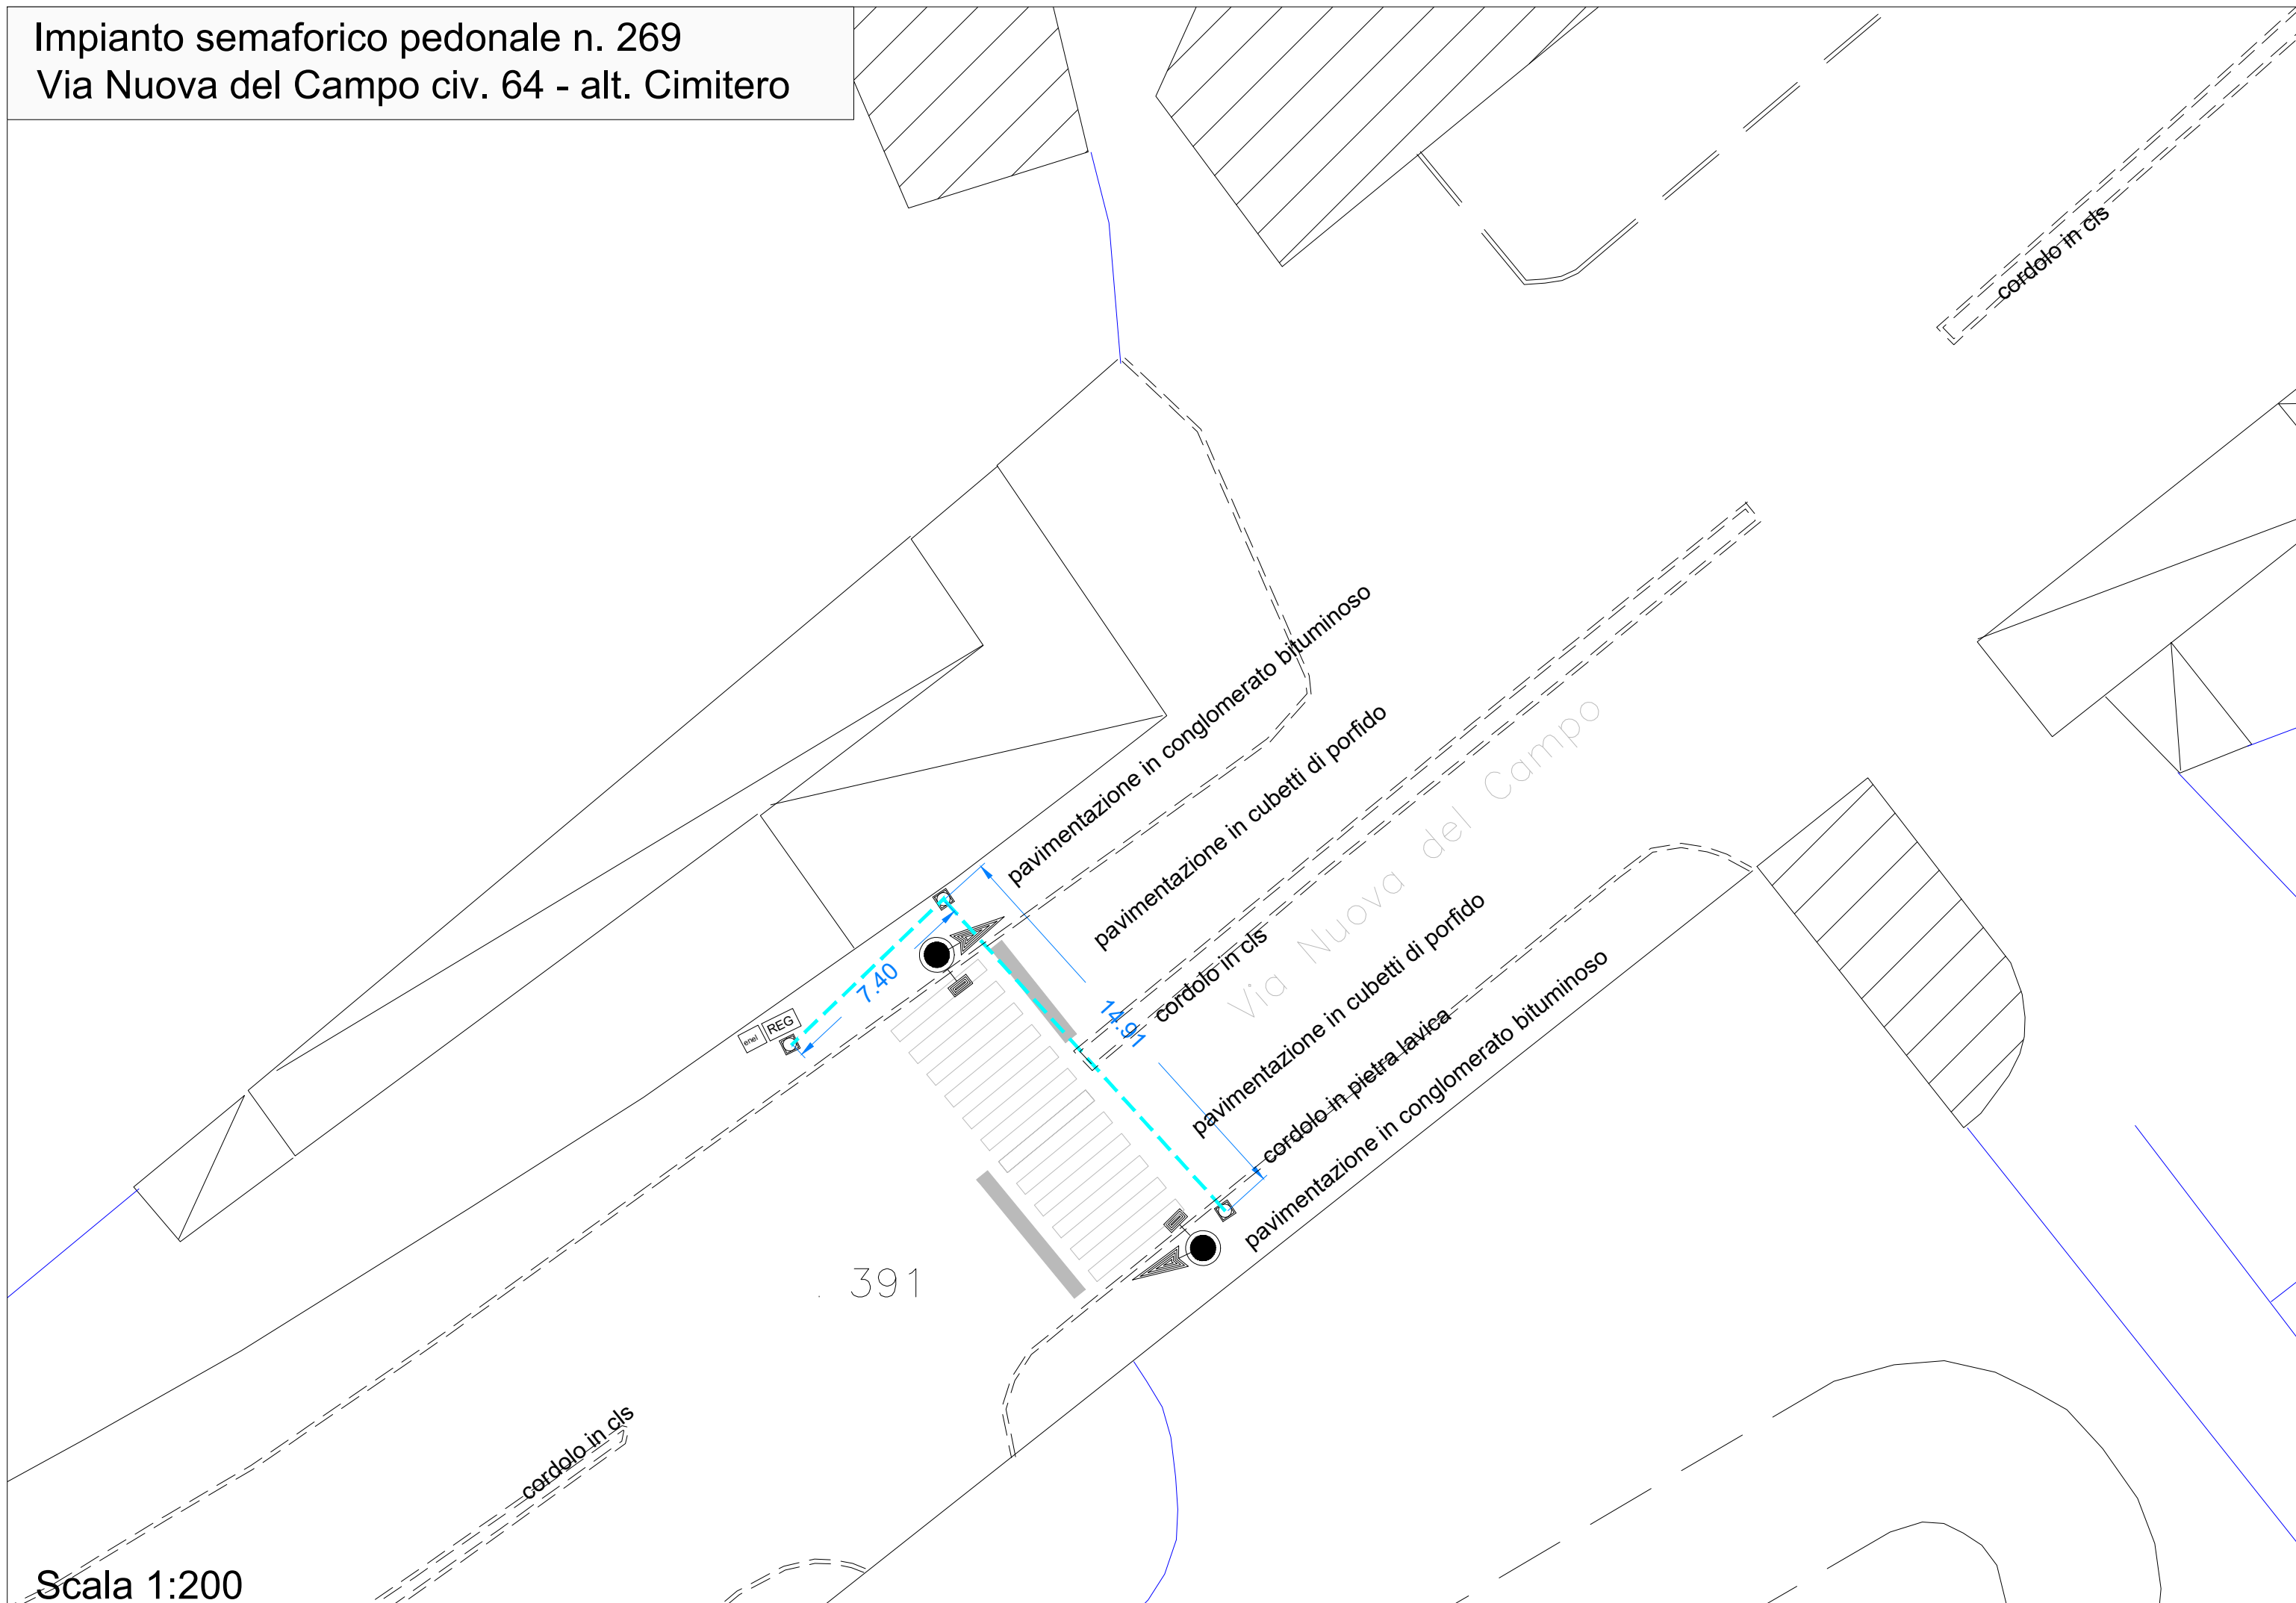 Impianto semaforico pedonale n. 269
Via Nuova del Campo civ. 64 - alt. Cimitero
cordolo in cls
pavimentazione in conglomerato bituminoso
pavimentazione in cubetti di porfido
Via Nuova del Campo
cordolo in cls
pavimentazione in cubetti di porfido
cordolo in pietra lavica
pavimentazione in conglomerato bituminoso
7.40
14.91
enel
REG
. 391
cordolo in cls
Scala 1:200